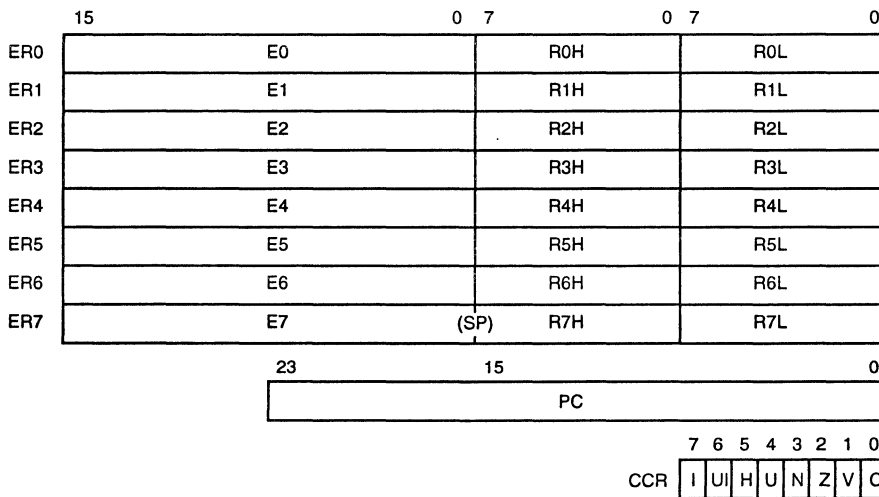 15 0 7 0 7 0
ER0 E0 R0H R0L
ER1 E1 R1H R1L
ER2 E2 R2H R2L
ER3 E3 R3H R3L
ER4 E4 R4H R4L
ER5 E5 R5H R5L
ER6 E6 R6H R6L
ER7 E7 (SP) R7H R7L
23 15 0
PC
7 6 5 4 3 2 1 0
CCR I UI H U N Z V C